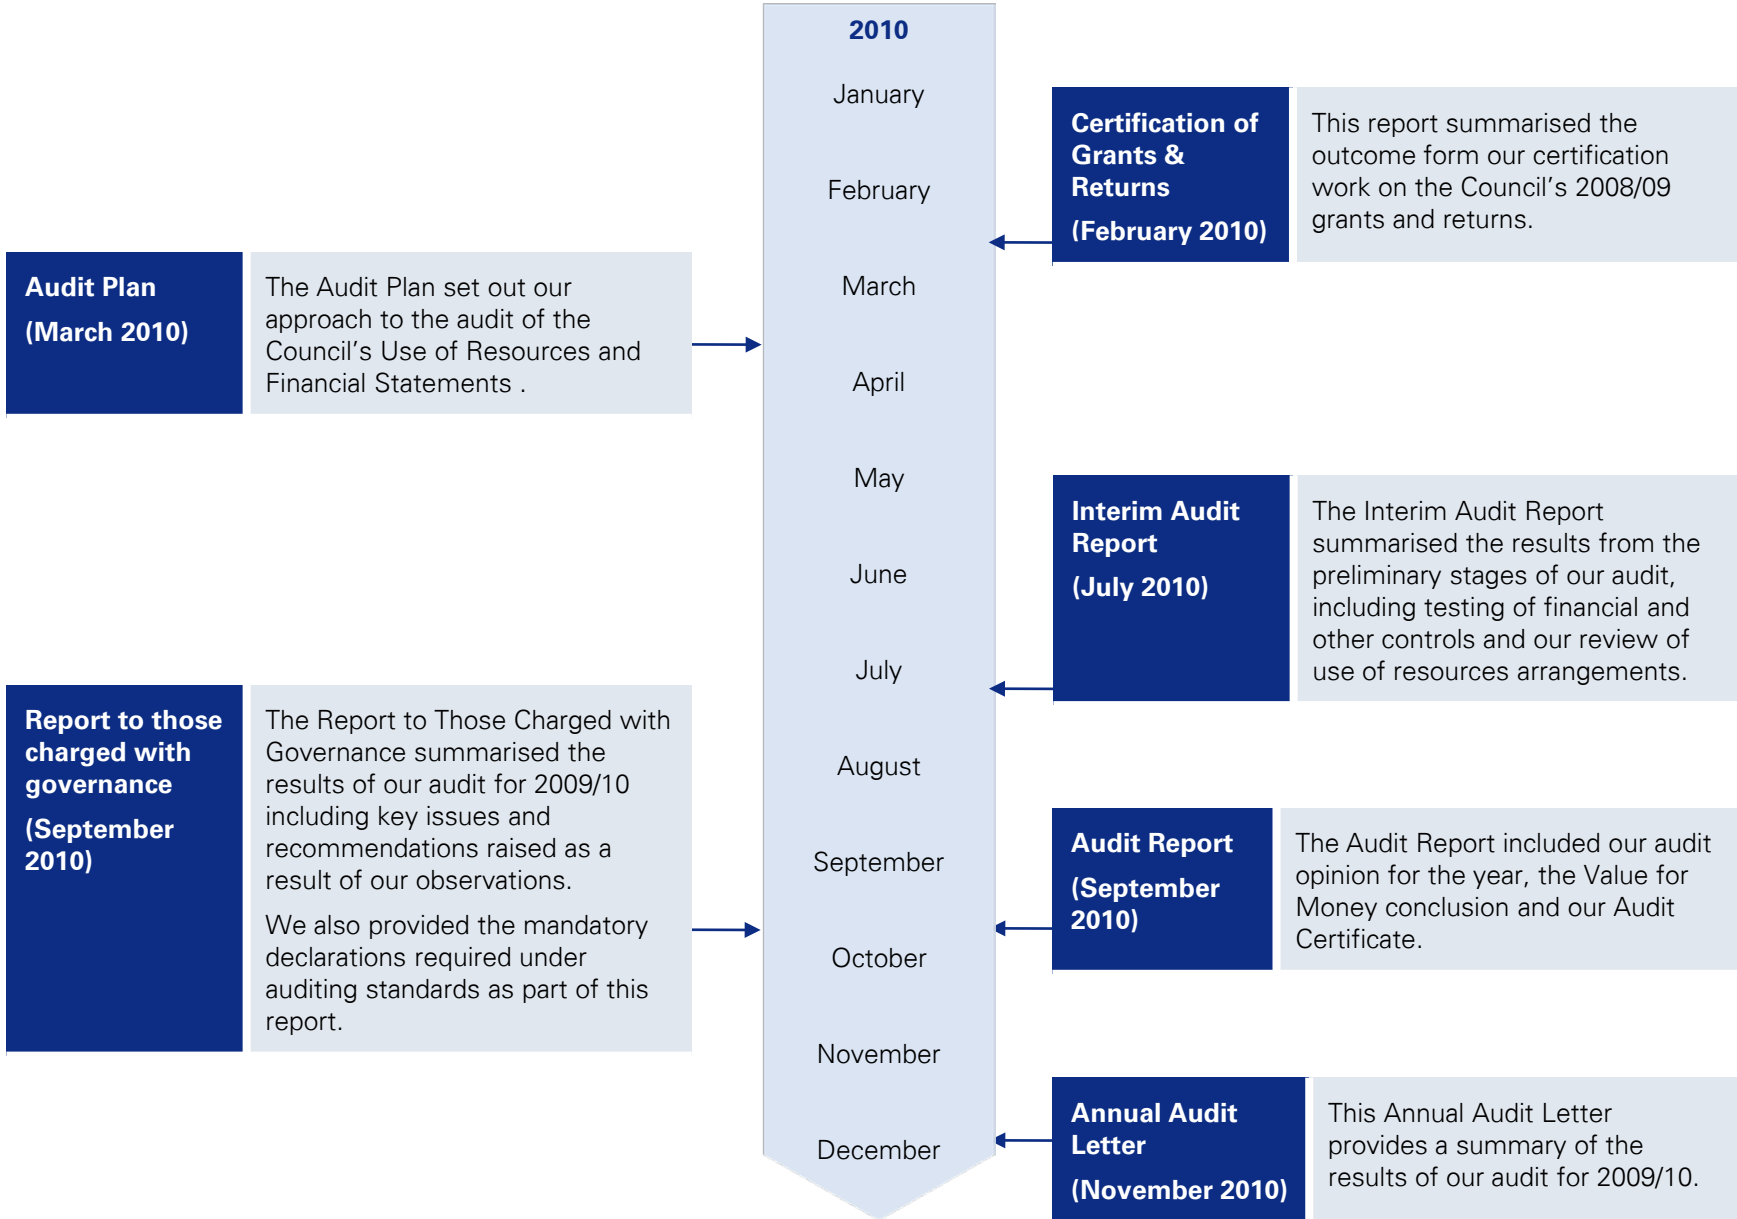 2010
January
February
March
April
May
June
July
August
September
October
November
December
Certification of
Grants &
Returns
(February 2010)
This report summarised the
outcome form our certification
work on the Council's 2008/09
grants and returns.
Audit Plan
(March 2010)
The Audit Plan set out our
approach to the audit of the
Council's Use of Resources and
Financial Statements .
Interim Audit
Report
(July 2010)
The Interim Audit Report
summarised the results from the
preliminary stages of our audit,
including testing of financial and
other controls and our review of
use of resources arrangements.
Report to those
charged with
governance
(September
2010)
The Report to Those Charged with
Governance summarised the
results of our audit for 2009/10
including key issues and
recommendations raised as a
result of our observations.
We also provided the mandatory
declarations required under
auditing standards as part of this
report.
Audit Report
(September
2010)
The Audit Report included our audit
opinion for the year, the Value for
Money conclusion and our Audit
Certificate.
Annual Audit
Letter
(November 2010)
This Annual Audit Letter
provides a summary of the
results of our audit for 2009/10.